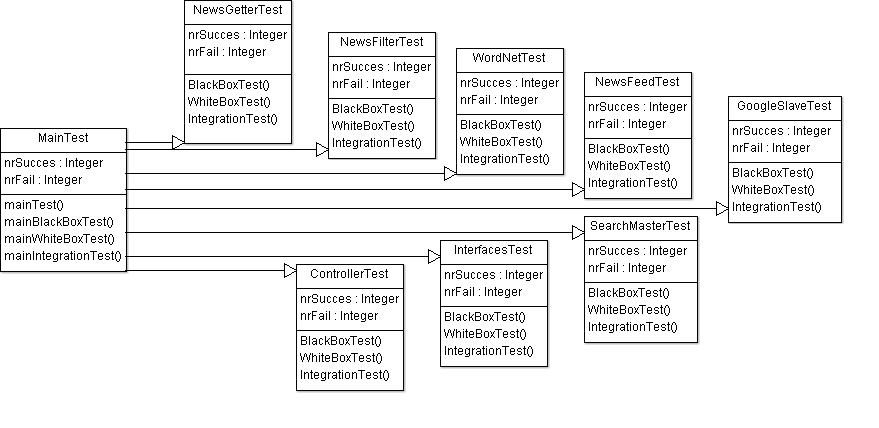 NewsGetterTest
nrSucces : Integer
nrFail : Integer
BlackBoxTest()
WhiteBoxTest()
IntegrationTest()
NewsFilterTest
nrSucces : Integer
nrFail : Integer
BlackBoxTest()
WhiteBoxTest()
IntegrationTest()
WordNetTest
nrSucces : Integer
nrFail : Integer
BlackBoxTest()
WhiteBoxTest()
IntegrationTest()
NewsFeedTest
nrSucces : Integer
nrFail : Integer
BlackBoxTest()
WhiteBoxTest()
IntegrationTest()
GoogleSlaveTest
nrSucces : Integer
nrFail : Integer
BlackBoxTest()
WhiteBoxTest()
IntegrationTest()
MainTest
nrSucces : Integer
nrFail : Integer
mainTest()
mainBlackBoxTest()
mainWhiteBoxTest()
mainIntegrationTest()
SearchMasterTest
nrSucces : Integer
nrFail : Integer
BlackBoxTest()
WhiteBoxTest()
IntegrationTest()
InterfacesTest
nrSucces : Integer
nrFail : Integer
BlackBoxTest()
WhiteBoxTest()
IntegrationTest()
ControllerTest
nrSucces : Integer
nrFail : Integer
BlackBoxTest()
WhiteBoxTest()
IntegrationTest()